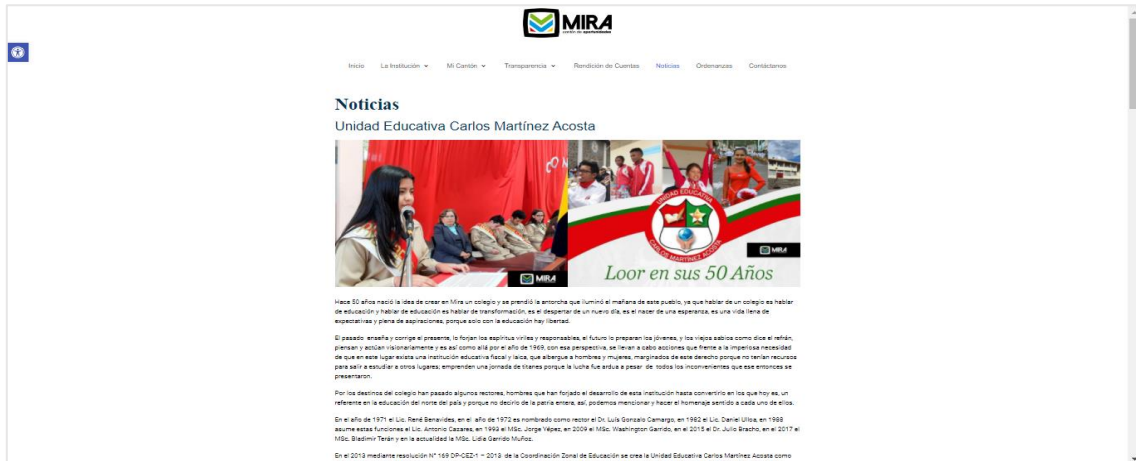 MIRA
cantón de oportunidades
Inicio La Institución Mi Cantón Transparencia Rendición de Cuentas Noticias Ordenanzas Contáctanos
Noticias
Unidad Educativa Carlos Martínez Acosta
UNIDAD EDUCATIVA
CARLOS MARTÍNEZ ACOSTA
MIRA
Loor en sus 50 Años
MIRA
Hace 50 años nació la idea de crear en Mira un colegio y se prendió la antorcha que iluminó el mañana de este pueblo, ya que hablar de un colegio es hablar
de educación y hablar de educación es hablar de transformación, es el despertar de un nuevo día, es el nacer de una esperanza, es una vida llena de
expectativas y plena de aspiraciones, porque solo con la educación hay libertad.
El pasado enseña y corrige el presente, lo forjan los espíritus viriles y responsables, el futuro lo preparan los jóvenes, y los viejos sabios como dice el refrán,
piensan y actúan visionariamente y es así como allá por el año de 1969, con esa perspectiva, se llevan a cabo acciones que frente a la imperiosa necesidad
de que en este lugar exista una institución educativa fiscal y laica, que albergue a hombres y mujeres, marginados de este derecho porque no tenían recursos
para salir a estudiar a otros lugares; emprenden una jornada de titanes porque la lucha fue ardua a pesar de todos los inconvenientes que ese entonces se
presentaron.
Por los destinos del colegio han pasado algunos rectores, hombres que han forjado el desarrollo de esta institución hasta convertirlo en los que hoy es, un
referente en la educación del norte del país y porque no decirlo de la patria entera, así, podemos mencionar y hacer el homenaje sentido a cada uno de ellos.
En el año de 1971 el Lic. René Benavides, en el año de 1972 es nombrado como rector el Dr. Luís Gonzalo Camargo, en 1982 el Lic. Daniel Ulloa, en 1988
asume estas funciones el Lic. Antonio Cazares, en 1993 el MSc. Jorge Yépez, en 2009 el MSc. Washington Garrido, en el 2015 el Dr. Julio Bracho, en el 2017 el
MSc. Bladimir Terán y en la actualidad la MSc. Lidia Garrido Muñoz.
En el 2013 mediante resolución N° 169 DP-CEZ-1 – 2013 de la Coordinación Zonal de Educación se crea la Unidad Educativa Carlos Martínez Acosta como